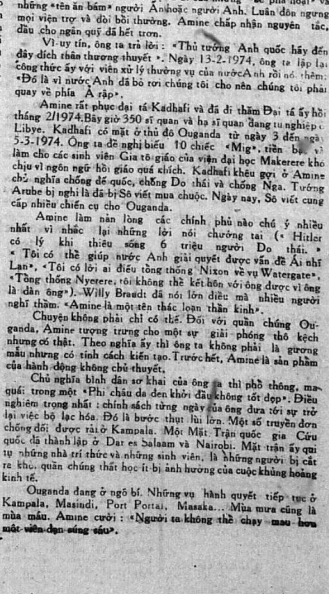 những «tên ăn bám» người Anhoặc người Anh. Luân đôn ngưng
mọi viện trợ và đòi bồi thường. Amine chấp nhận nguyên tắc,
dầu cho ngân quỹ đã hết trơn.
Vì uy tín, ông ta trả lời: «Thủ tướng Anh quốc hãy đến
đây đích thân thương thuyết». Ngày 13-2-1974, ông ta lập lại
công thức ấy với viên xử lý thường vụ của nước Anh rồi nói thêm:
«Đó là vì nước Anh đã bỏ rơi chúng tôi cho nên chúng tôi phải
quay về phía Ả rập».
Amine rất phục đại tá Kadhafi và đã đi thăm Đại tá ấy hồi
tháng 2/1974. Bây giờ 350 sĩ quan và hạ sĩ quan đang tu nghiệp ở
Libye. Kadhafi có mặt ở thủ đô Ouganda từ ngày 3 đến ngày
5-3-1974. Ông ta đề nghị biếu 10 chiếc «Mig», tiền bạc và
làm cho các sinh viên Gia tô giáo của viện đại học Makerere khó
chịu vì ngôn ngữ hồi giáo quá khích. Kadhafi khêu gợi ở Amine
chủ nghĩa chống đế quốc, chống Do thái và chống Nga. Tướng
Arube bị nghi là đã bị Sô viết mua chuộc. Ngày nay, Sô viết cung
cấp nhiều chiến cụ cho Ouganda.
Amine làm nản lòng các chính phủ nào chú ý nhiều
nhất vì nhắc lại những lời nói chướng tai (« Hitler
có lý khi thiêu sống 6 triệu người Do thái. »
« Tôi có thể giúp nước Anh giải quyết được vấn đề Ái nhĩ
Lan», «Tôi có lời ai điếu tổng thống Nixon về vụ Watergate».
«Tổng thống Nyerere, tôi không thể kết hôn với ông được vì ông
là đàn ông»).—Willy Brandt đã nói lớn điều mà nhiều người
nghĩ thầm: «Amine là một tên thác loạn thần kinh».
Chuyện không phải chỉ có thế. Đối với quần chúng Ou-
ganda, Amine tượng trưng cho một sự giải phóng thô kệch
nhưng có thật. Theo nghĩa ấy thì ông ta không phải là gương
mẫu nhưng có tính cách kiến tạo. Trước hết, Amine là sản phẩm
của hành động không chủ thuyết.
Chủ nghĩa bình dân sơ khai của ông thì phổ thông, ma-
quái trong một «Phi châu da đen khởi đầu không tốt đẹp». Điều
nghiêm trọng nhất: chính sách từng ngày của ông đưa tới sự trở
lại việc bộ lạc hóa. Đó là bước thụt lùi lớn. Một số truyền đơn
chống đối được rải ở Kampala. Một Mặt Trận quốc gia Cứu
quốc đã thành lập ở Dar es Salaam và Nairobi. Mặt trận ấy qui
tụ những nhà trí thức và những sinh viên, là những người bị cắt
ra khỏi quần chúng thất học ít bị ảnh hưởng của cuộc khủng hoảng
kinh tế.
Ouganda đang ở ngõ bí. Những vụ hành quyết tiếp tục ở
Kampala, Masindi, Port Portal, Masaka... Mùa mưa cũng là
mùa máu. Amine cười: «Người ta không thể chạy mau hơn
một viên đạn súng sáu».